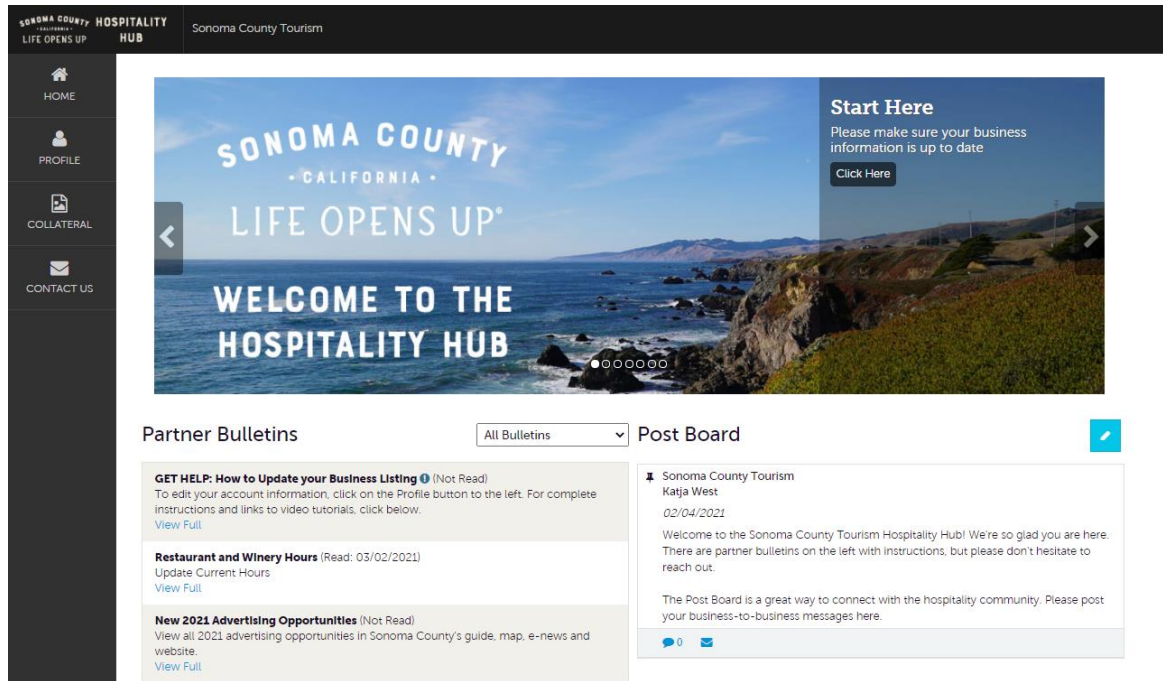 SONOMA COUNTY
·CALIFORNIA·
LIFE OPENS UP
HOSPITALITY
HUB
Sonoma County Tourism
HOME
PROFILE
COLLATERAL
CONTACT US
SONOMA COUNTY
· CALIFORNIA ·
LIFE OPENS UP®
WELCOME TO THE
HOSPITALITY HUB
Start Here
Please make sure your business
information is up to date
Click Here
Partner Bulletins
All Bulletins
GET HELP: How to Update your Business Listing (Not Read)
To edit your account information, click on the Profile button to the left. For complete
instructions and links to video tutorials, click below.
View Full
Restaurant and Winery Hours (Read: 03/02/2021)
Update Current Hours
View Full
New 2021 Advertising Opportunities (Not Read)
View all 2021 advertising opportunities in Sonoma County's guide, map, e-news and
website.
View Full
Post Board
Sonoma County Tourism
Katja West
02/04/2021
Welcome to the Sonoma County Tourism Hospitality Hub! We're so glad you are here.
There are partner bulletins on the left with instructions, but please don't hesitate to
reach out.
The Post Board is a great way to connect with the hospitality community. Please post
your business-to-business messages here.
0